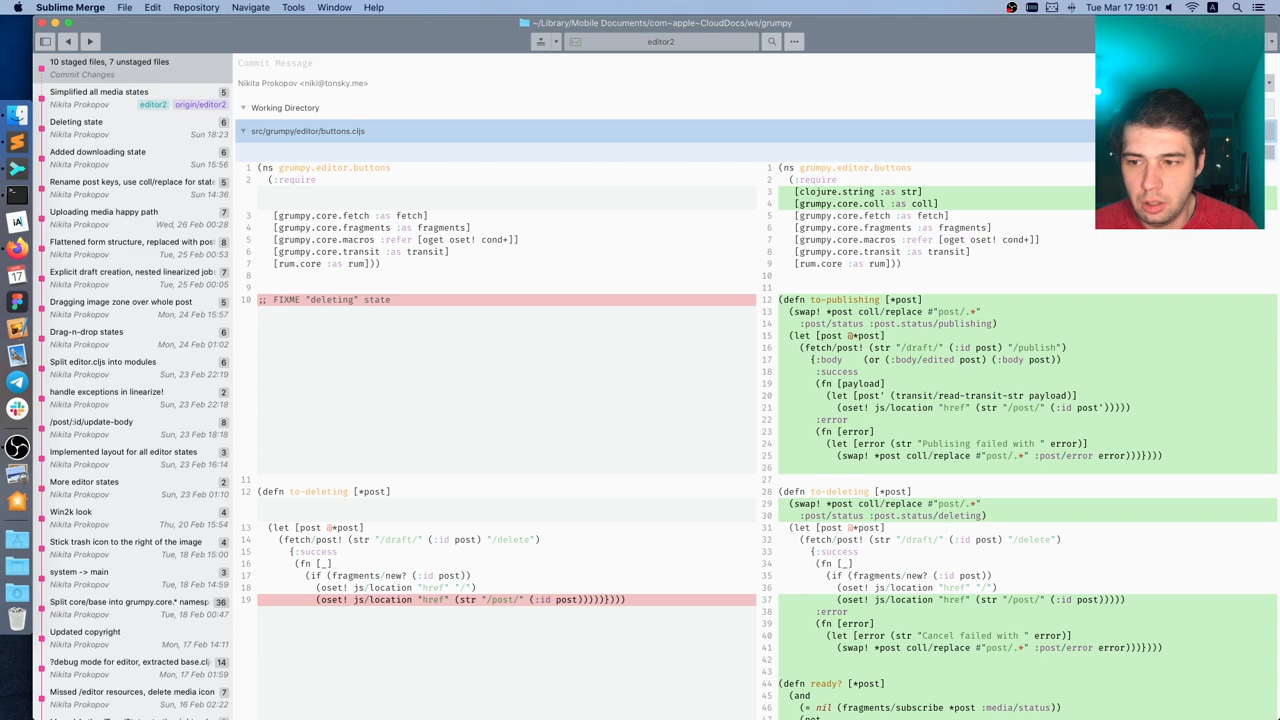 Sublime Merge File Edit Navigate View Window Help
Tue Mar 17 19:01
~/Library/Mobile Documents/com~apple~CloudDocs/ws/grumpy
editor2
10 staged files, 7 unstaged files
Commit Changes
Simplified all media states 5
Nikita Prokopov editor2 origin/editor2
Deleting state 6
Nikita Prokopov Sun 18:23
Added downloading state 6
Nikita Prokopov Sun 15:56
Rename post keys, use coll/replace for stat 5
Nikita Prokopov Sun 14:36
Uploading media happy path 7
Nikita Prokopov Wed, 26 Feb 00:28
Flattened form structure, replaced with pos 8
Nikita Prokopov Tue, 25 Feb 00:53
Explicit draft creation, nested linearized job 7
Nikita Prokopov Tue, 25 Feb 00:05
Dragging image zone over whole post 5
Nikita Prokopov Mon, 24 Feb 15:57
Drag-n-drop states 6
Nikita Prokopov Mon, 24 Feb 01:02
Split editor.cljs into modules 6
Nikita Prokopov Sun, 23 Feb 22:19
handle exceptions in linearize! 2
Nikita Prokopov Sun, 23 Feb 22:18
/post/:id/update-body 8
Nikita Prokopov Sun, 23 Feb 18:18
Implemented layout for all editor states 3
Nikita Prokopov Sun, 23 Feb 16:14
More editor states 2
Nikita Prokopov Sun, 23 Feb 01:10
Win2k look 4
Nikita Prokopov Thu, 20 Feb 15:54
Stick trash icon to the right of the image 4
Nikita Prokopov Tue, 18 Feb 15:00
system -> main 3
Nikita Prokopov Tue, 18 Feb 14:59
Split core/base into grumpy.core.* namesp 36
Nikita Prokopov Tue, 18 Feb 00:47
Updated copyright
Nikita Prokopov Mon, 17 Feb 14:11
?debug mode for editor, extracted base.clj 14
Nikita Prokopov Mon, 17 Feb 01:59
Missed /editor resources, delete media icon 7
Nikita Prokopov Sun, 16 Feb 02:22
Commit Message
Nikita Prokopov <niki@tonsky.me>
Working Directory
src/grumpy/editor/buttons.cljs
1 (ns grumpy.editor.buttons
2 (:require
3 [grumpy.core.fetch :as fetch]
4 [grumpy.core.fragments :as fragments]
5 [grumpy.core.macros :refer [oget oset! cond+]]
6 [grumpy.core.transit :as transit]
7 [rum.core :as rum]))
8
9
10 ;; FIXME "deleting" state
11
12 (defn to-deleting [*post]
13 (let [post @*post]
14 (fetch/post! (str "/draft/" (:id post) "/delete")
15 {:success
16 (fn [_]
17 (if (fragments/new? (:id post))
18 (oset! js/location "href" "/")
19 (oset! js/location "href" (str "/post/" (:id post)))))})))
1 (ns grumpy.editor.buttons
2 (:require
3 [clojure.string :as str]
4 [grumpy.core.coll :as coll]
5 [grumpy.core.fetch :as fetch]
6 [grumpy.core.fragments :as fragments]
7 [grumpy.core.macros :refer [oget oset! cond+]]
8 [grumpy.core.transit :as transit]
9 [rum.core :as rum]))
10
11
12 (defn to-publishing [*post]
13 (swap! *post coll/replace #"post/.*"
14 :post/status :post.status/publishing)
15 (let [post @*post]
16 (fetch/post! (str "/draft/" (:id post) "/publish")
17 {:body (or (:body/edited post) (:body post))
18 :success
19 (fn [payload]
20 (let [post' (transit/read-transit-str payload)]
21 (oset! js/location "href" (str "/post/" (:id post')))))
22 :error
23 (fn [error]
24 (let [error (str "Publising failed with " error)]
25 (swap! *post coll/replace #"post/.*" :post/error error)))})))
26
27
28 (defn to-deleting [*post]
29 (swap! *post coll/replace #"post/.*"
30 :post/status :post.status/deleting)
31 (let [post @*post]
32 (fetch/post! (str "/draft/" (:id post) "/delete")
33 {:success
34 (fn [_]
35 (if (fragments/new? (:id post))
36 (oset! js/location "href" "/")
37 (oset! js/location "href" (str "/post/" (:id post)))))
38 :error
39 (fn [error]
40 (let [error (str "Cancel failed with " error)]
41 (swap! *post coll/replace #"post/.*" :post/error error)))})))
42
43
44 (defn ready? [*post]
45 (and
46 (= nil (fragments/subscribe *post :media/status))